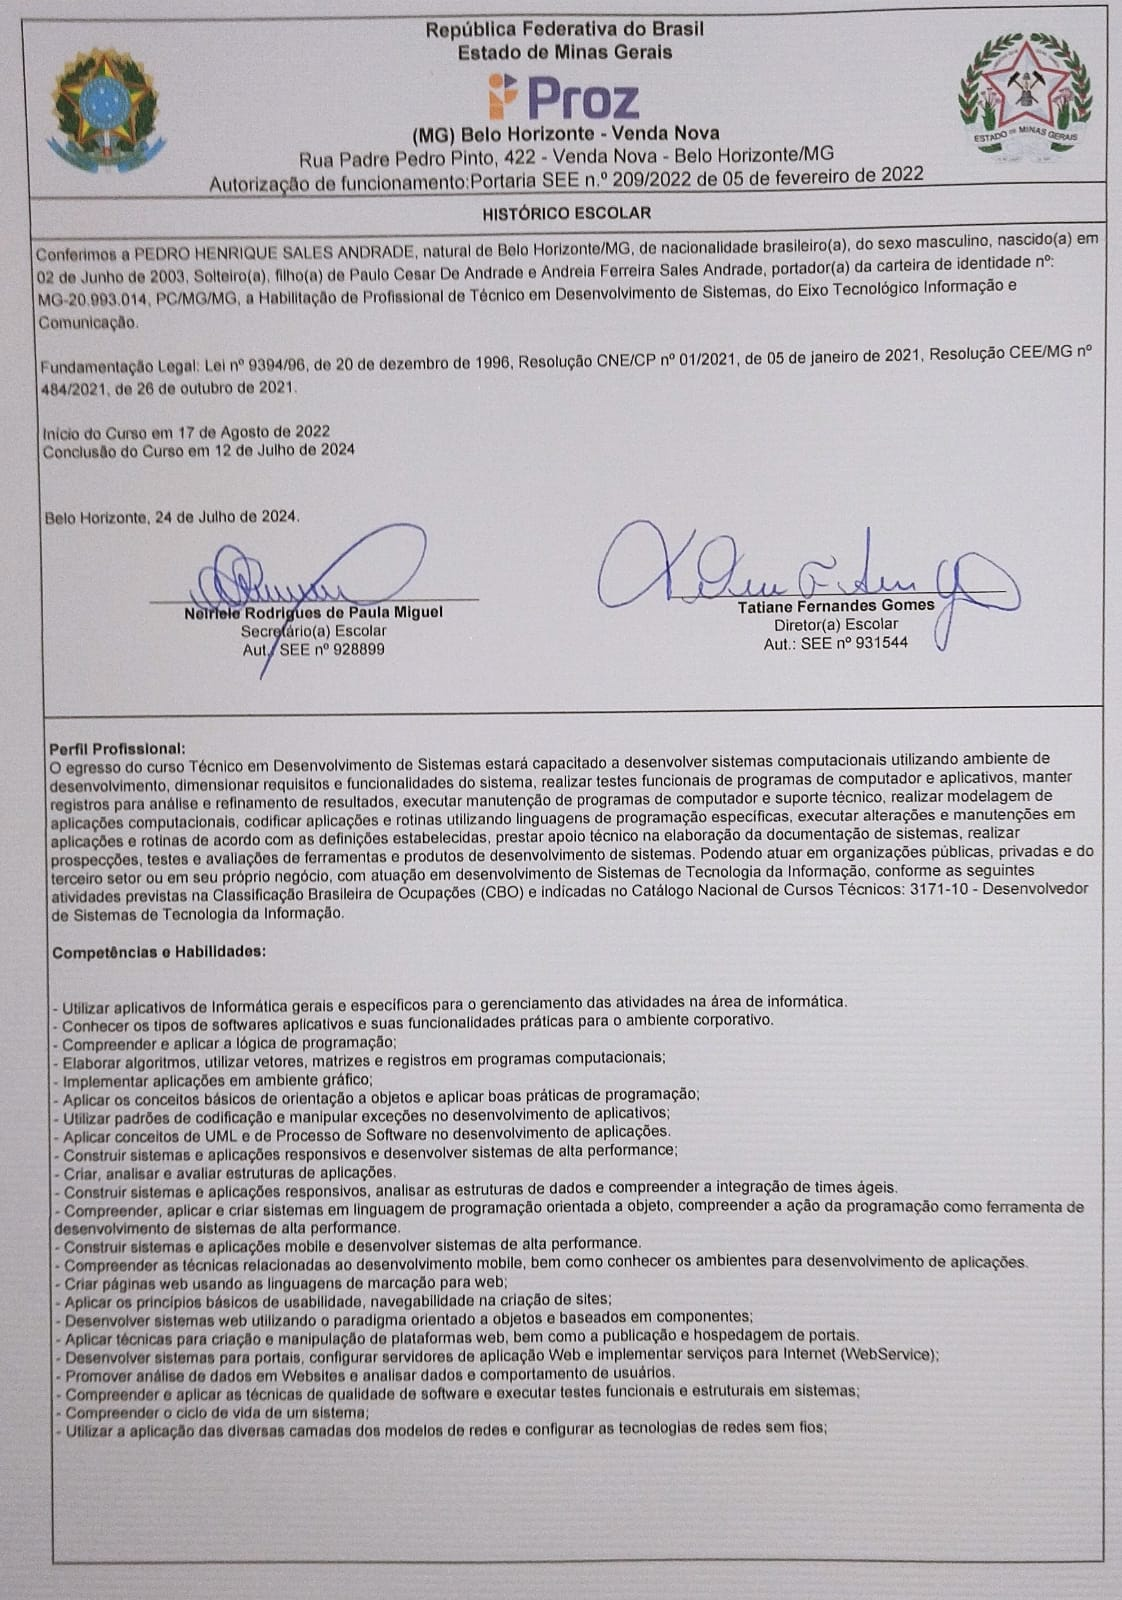 República Federativa do Brasil
Estado de Minas Gerais
Proz
(MG) Belo Horizonte - Venda Nova
Rua Padre Pedro Pinto, 422 - Venda Nova - Belo Horizonte/MG
Autorização de funcionamento:Portaria SEE n.º 209/2022 de 05 de fevereiro de 2022
ESTADO DE MINAS GERAIS
HISTÓRICO ESCOLAR
Conferimos a PEDRO HENRIQUE SALES ANDRADE, natural de Belo Horizonte/MG, de nacionalidade brasileiro(a), do sexo masculino, nascido(a) em
02 de Junho de 2003, Solteiro(a), filho(a) de Paulo Cesar De Andrade e Andreia Ferreira Sales Andrade, portador(a) da carteira de identidade nº:
MG-20.993.014, PC/MG/MG, a Habilitação de Profissional de Técnico em Desenvolvimento de Sistemas, do Eixo Tecnológico Informação e
Comunicação.
Fundamentação Legal: Lei nº 9394/96, de 20 de dezembro de 1996, Resolução CNE/CP nº 01/2021, de 05 de janeiro de 2021, Resolução CEE/MG nº
484/2021, de 26 de outubro de 2021.
Início do Curso em 17 de Agosto de 2022
Conclusão do Curso em 12 de Julho de 2024
Belo Horizonte, 24 de Julho de 2024.
Neiriele Rodrigues de Paula Miguel
Secretário(a) Escolar
Aut.: SEE nº 928899
Tatiane Fernandes Gomes
Diretor(a) Escolar
Aut.: SEE nº 931544
Perfil Profissional:
O egresso do curso Técnico em Desenvolvimento de Sistemas estará capacitado a desenvolver sistemas computacionais utilizando ambiente de
desenvolvimento, dimensionar requisitos e funcionalidades do sistema, realizar testes funcionais de programas de computador e aplicativos, manter
registros para análise e refinamento de resultados, executar manutenção de programas de computador e suporte técnico, realizar modelagem de
aplicações computacionais, codificar aplicações e rotinas utilizando linguagens de programação específicas, executar alterações e manutenções em
aplicações e rotinas de acordo com as definições estabelecidas, prestar apoio técnico na elaboração da documentação de sistemas, realizar
prospecções, testes e avaliações de ferramentas e produtos de desenvolvimento de sistemas. Podendo atuar em organizações públicas, privadas e do
terceiro setor ou em seu próprio negócio, com atuação em desenvolvimento de Sistemas de Tecnologia da Informação, conforme as seguintes
atividades previstas na Classificação Brasileira de Ocupações (CBO) e indicadas no Catálogo Nacional de Cursos Técnicos: 3171-10 - Desenvolvedor
de Sistemas de Tecnologia da Informação.
Competências e Habilidades:
- Utilizar aplicativos de Informática gerais e específicos para o gerenciamento das atividades na área de informática.
- Conhecer os tipos de softwares aplicativos e suas funcionalidades práticas para o ambiente corporativo.
- Compreender e aplicar a lógica de programação;
- Elaborar algoritmos, utilizar vetores, matrizes e registros em programas computacionais;
- Implementar aplicações em ambiente gráfico;
- Aplicar os conceitos básicos de orientação a objetos e aplicar boas práticas de programação;
- Utilizar padrões de codificação e manipular exceções no desenvolvimento de aplicativos;
- Aplicar conceitos de UML e de Processo de Software no desenvolvimento de aplicações.
- Construir sistemas e aplicações responsivos e desenvolver sistemas de alta performance;
- Criar, analisar e avaliar estruturas de aplicações.
- Construir sistemas e aplicações responsivos, analisar as estruturas de dados e compreender a integração de times ágeis.
- Compreender, aplicar e criar sistemas em linguagem de programação orientada a objeto, compreender a ação da programação como ferramenta de
desenvolvimento de sistemas de alta performance.
- Construir sistemas e aplicações mobile e desenvolver sistemas de alta performance.
- Compreender as técnicas relacionadas ao desenvolvimento mobile, bem como conhecer os ambientes para desenvolvimento de aplicações.
- Criar páginas web usando as linguagens de marcação para web;
- Aplicar os princípios básicos de usabilidade, navegabilidade na criação de sites;
- Desenvolver sistemas web utilizando o paradigma orientado a objetos e baseados em componentes;
- Aplicar técnicas para criação e manipulação de plataformas web, bem como a publicação e hospedagem de portais.
- Desenvolver sistemas para portais, configurar servidores de aplicação Web e implementar serviços para Internet (WebService);
- Promover análise de dados em Websites e analisar dados e comportamento de usuários.
- Compreender e aplicar as técnicas de qualidade de software e executar testes funcionais e estruturais em sistemas;
- Compreender o ciclo de vida de um sistema;
- Utilizar a aplicação das diversas camadas dos modelos de redes e configurar as tecnologias de redes sem fios;